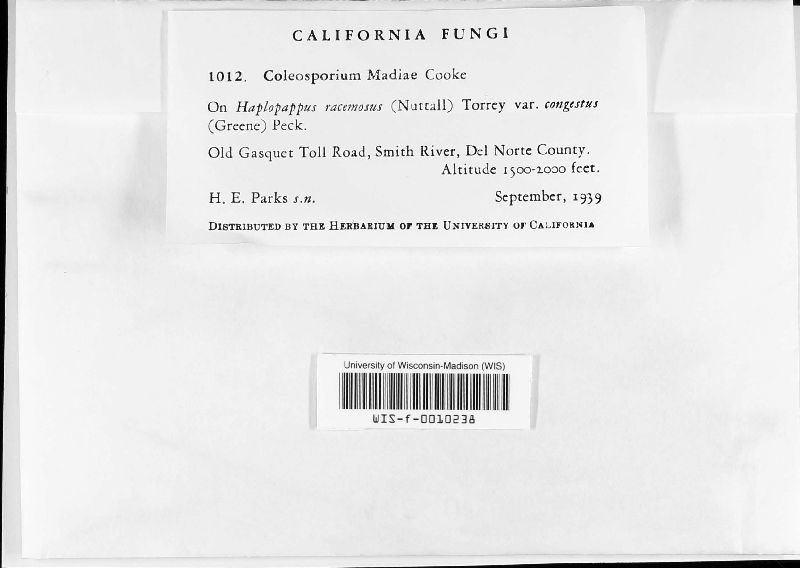 CALIFORNIA FUNGI
1012. Coleosporium Madiae Cooke
On Haplopappus racemosus (Nuttall) Torrey var. congestus
(Greene) Peck.
Old Gasquet Toll Road, Smith River, Del Norte County.
Altitude 1500-2000 feet.
H. E. Parks s.n. September, 1939
DISTRIBUTED BY THE HERBARIUM OF THE UNIVERSITY OF CALIFORNIA
University of Wisconsin-Madison (WIS)
WIS-f-0010238